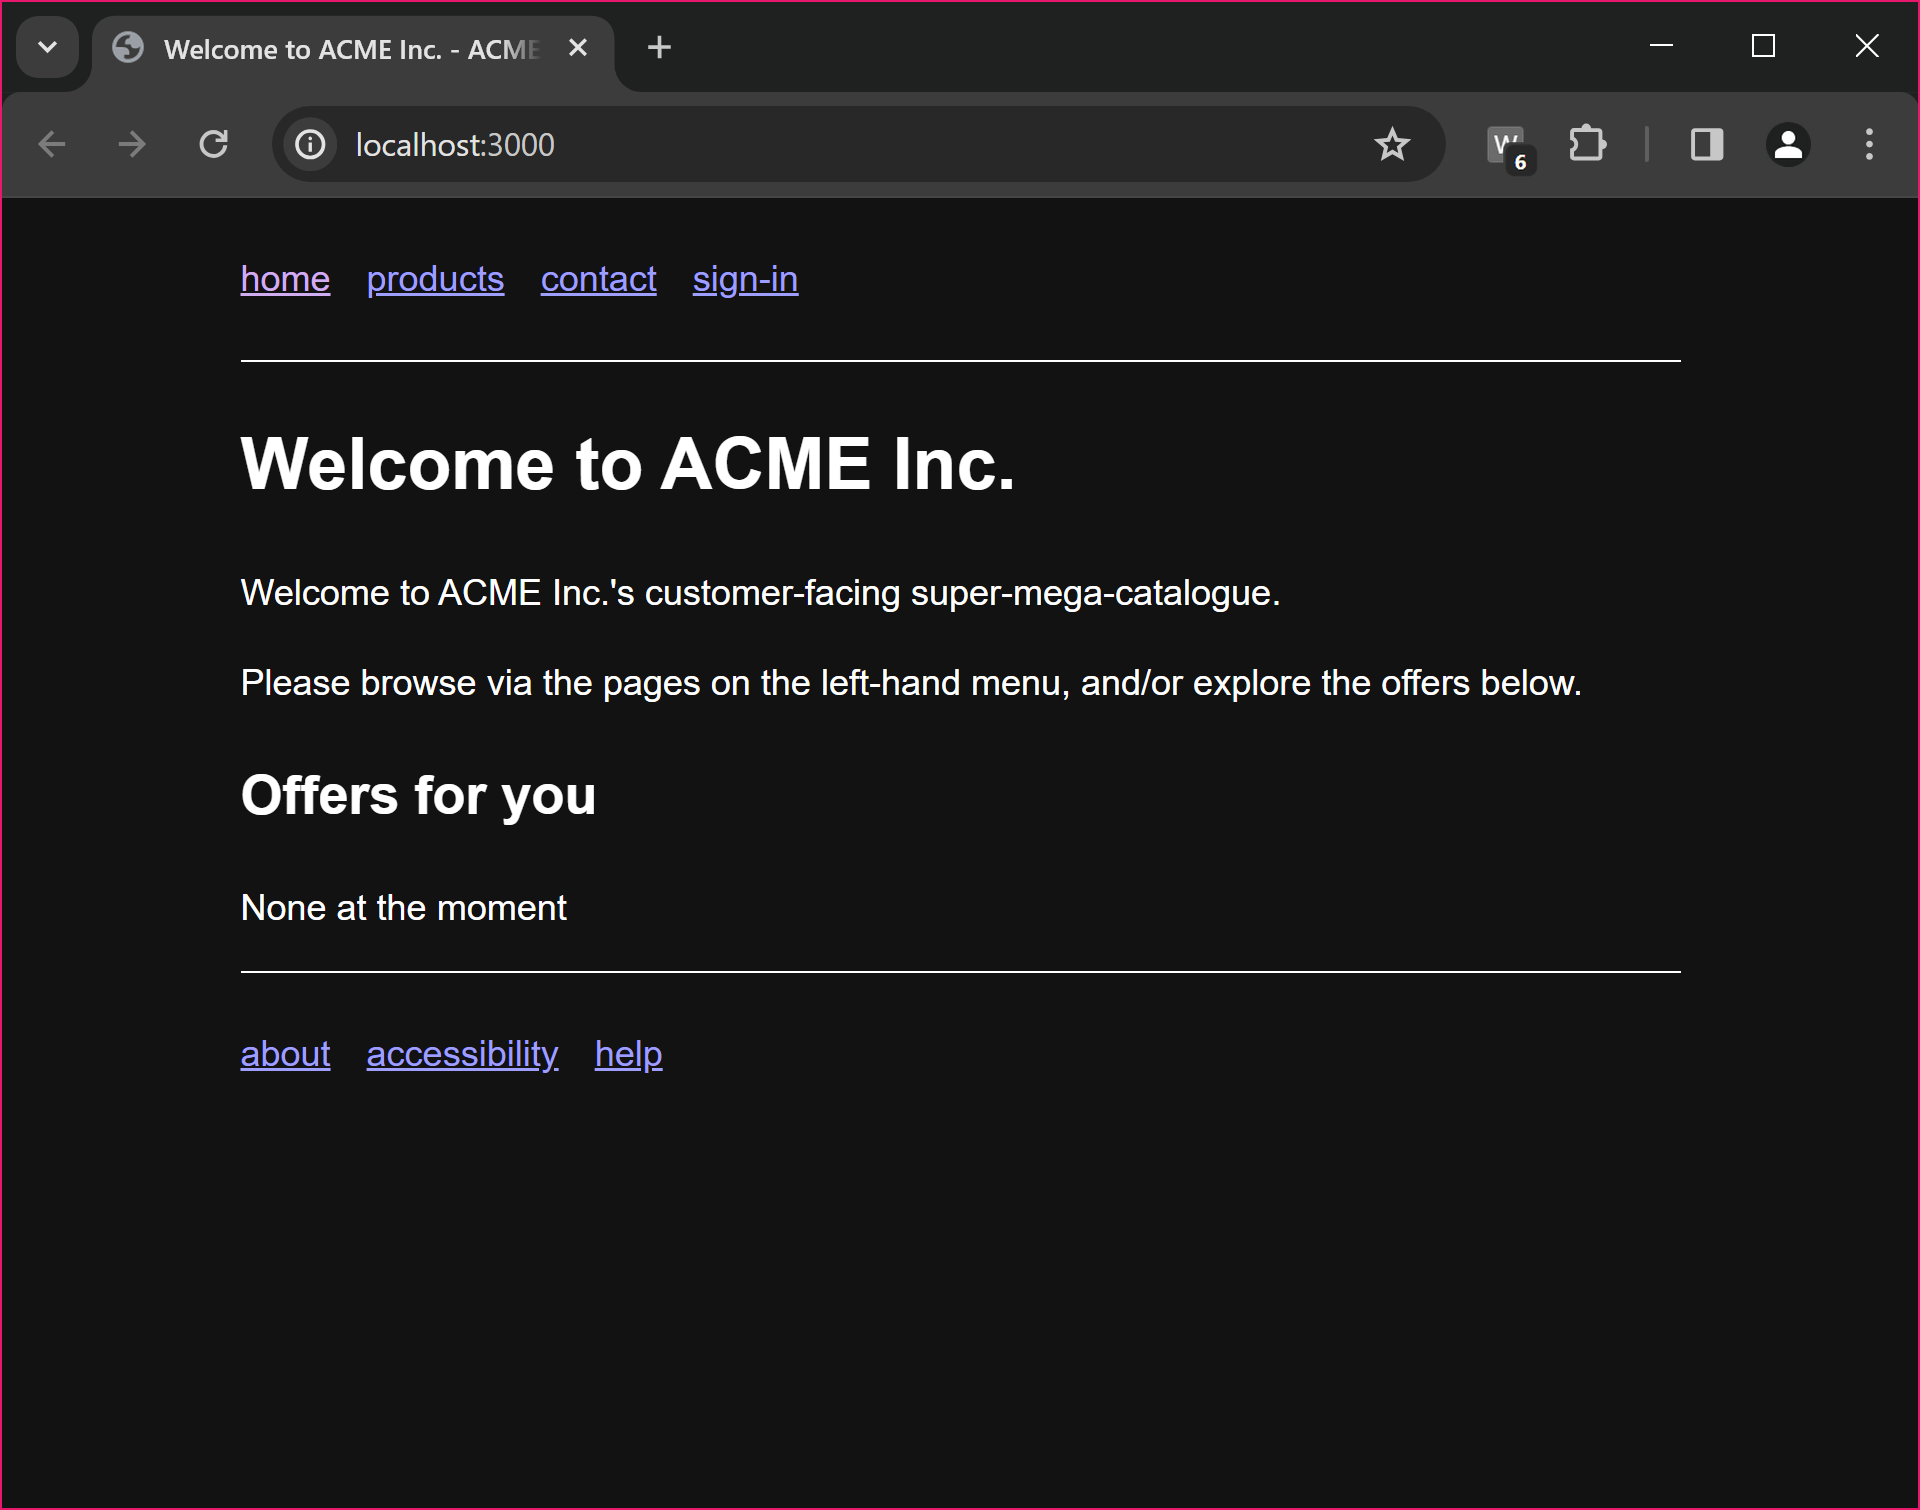 Welcome to ACME Inc. - ACME
localhost:3000
W
6
home products contact sign-in
Welcome to ACME Inc.
Welcome to ACME Inc.'s customer-facing super-mega-catalogue.
Please browse via the pages on the left-hand menu, and/or explore the offers below.
Offers for you
None at the moment
about accessibility help